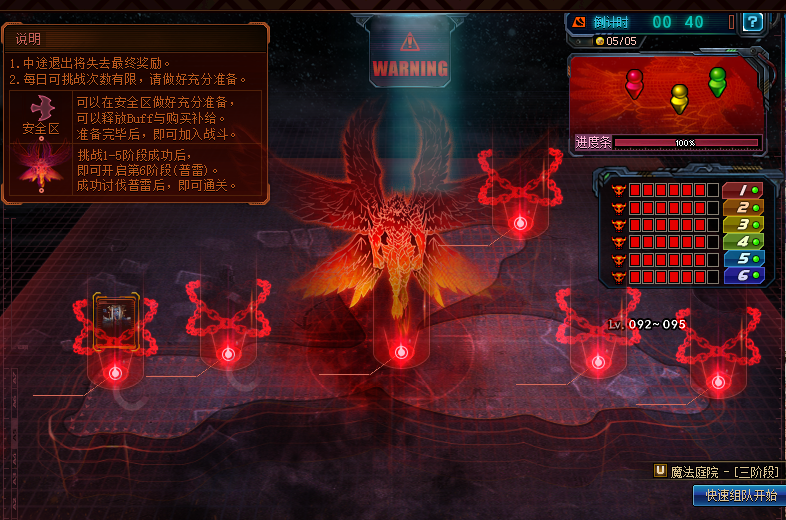 说明
1.中途退出将失去最终奖励。
2.每日可挑战次数有限，请做好充分准备。
可以在安全区做好充分准备，
可以释放Buff与购买补给。
准备完毕后，即可加入战斗。
安全区
挑战1-5阶段成功后，
即可开启第6阶段(普雷)。
成功讨伐普雷后，即可通关。
WARNING
倒计时 00 40 ?
05/05
进度条 100%
1
2
3
4
5
6
Lv. 092~095
U 魔法庭院 - [三阶段]
快速组队开始